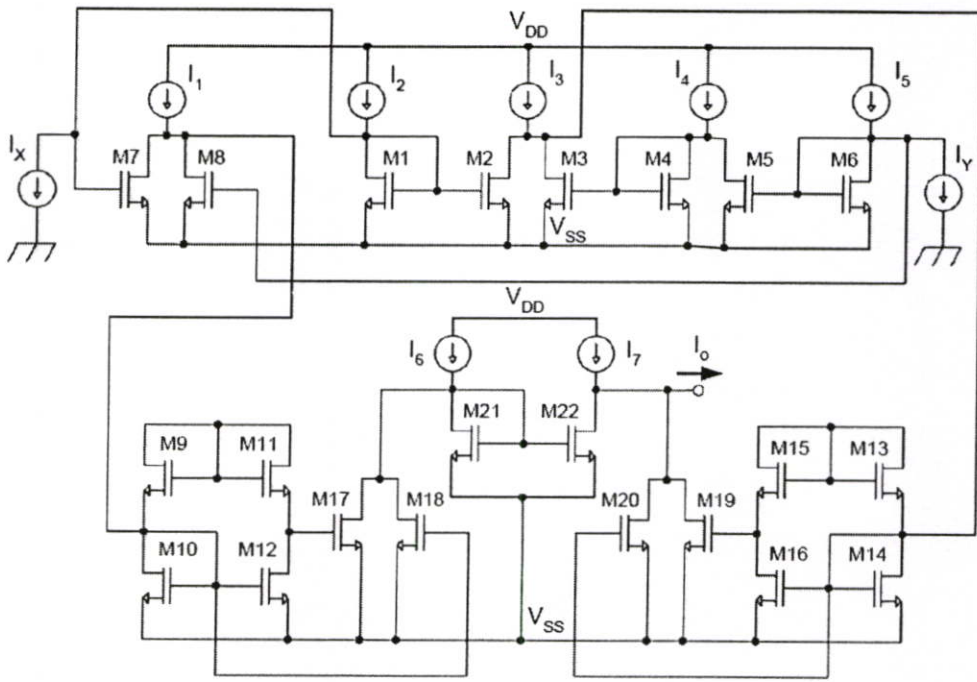 V_DD
I_1 I_2 I_3 I_4 I_5
I_X M7 M8 M1 M2 M3 M4 M5 M6 I_Y
V_SS
V_DD
I_6 I_7 I_o
M21 M22
M9 M11 M15 M13
M17 M18 M20 M19
M10 M12 M16 M14
V_SS